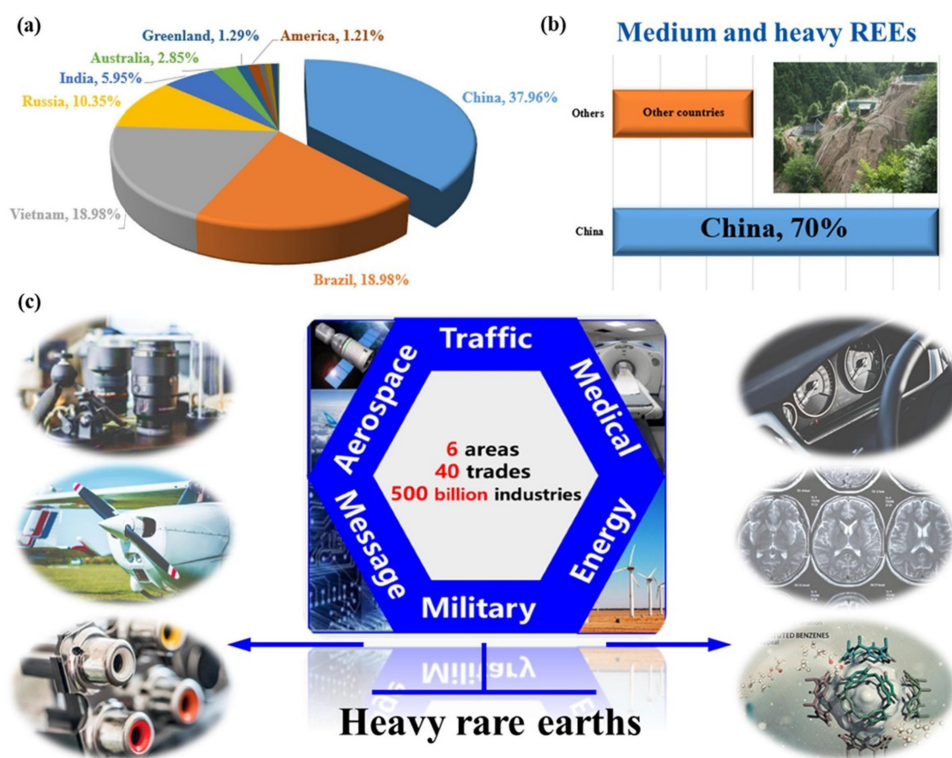 (a)
Greenland, 1.29%
America, 1.21%
Australia, 2.85%
India, 5.95%
China, 37.96%
Russia, 10.35%
Vietnam, 18.98%
Brazil, 18.98%
(b)
Medium and heavy REEs
Others
Other countries
China
China, 70%
(c)
Traffic
Aerospace
Medical
6 areas
40 trades
500 billion industries
Message
Energy
Military
UTED BENZENES
Military
Heavy rare earths